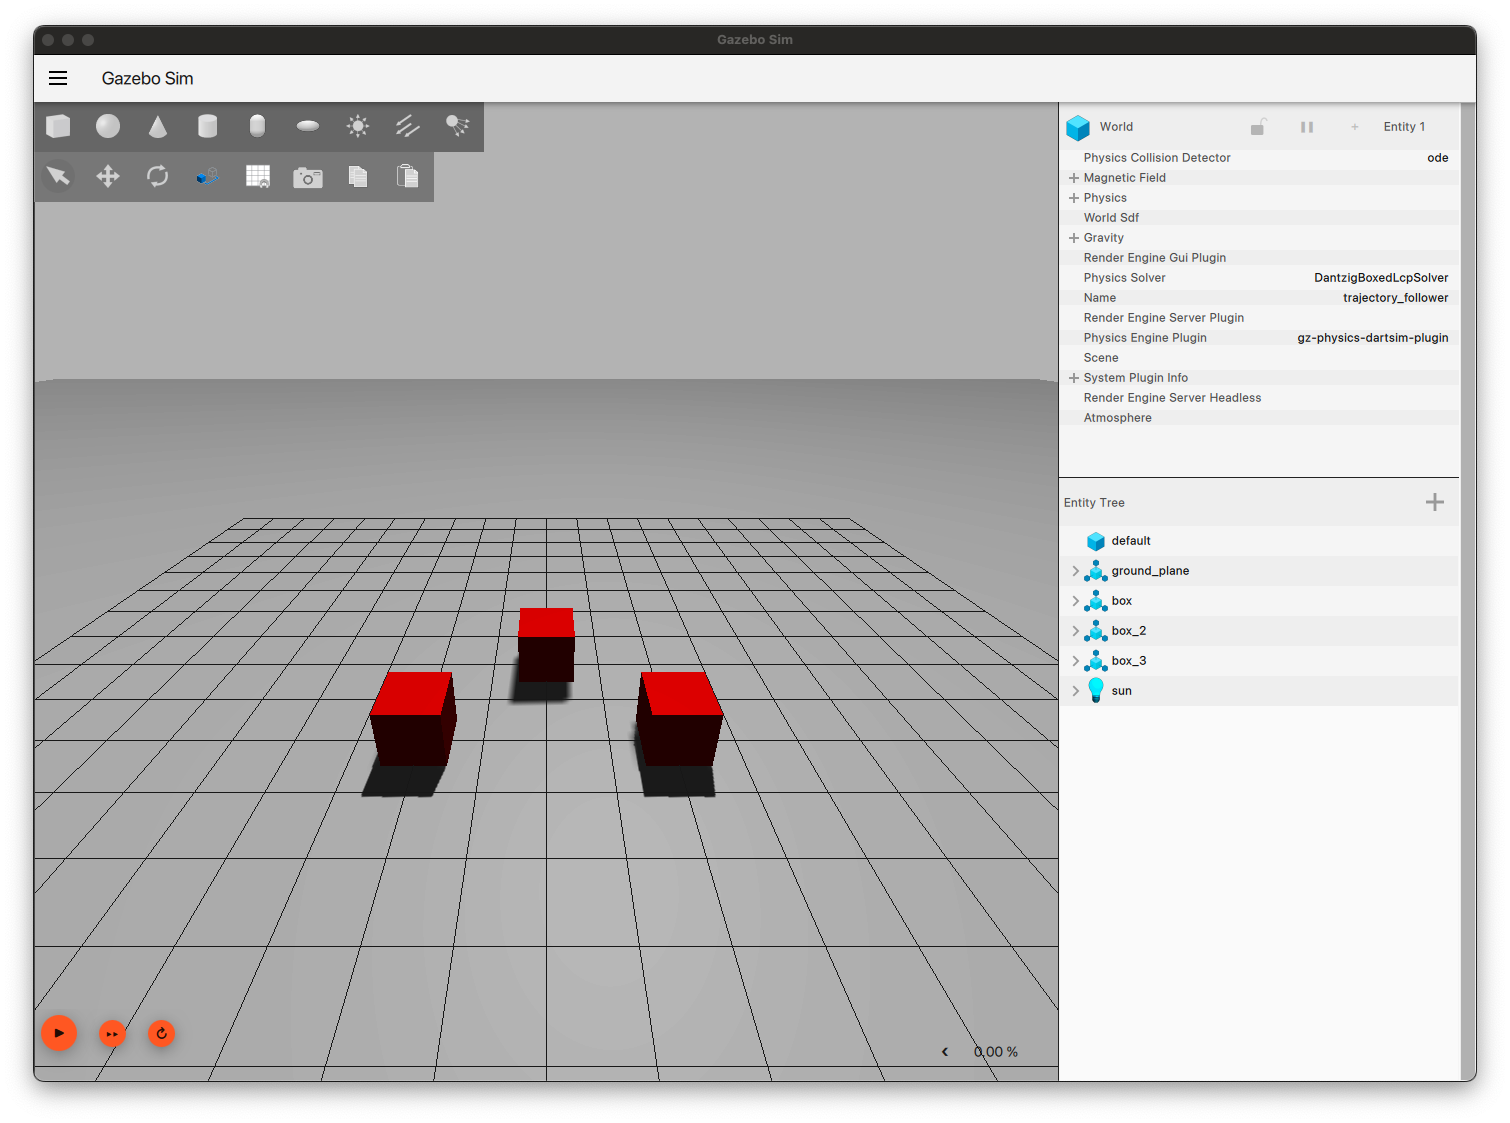 Gazebo Sim
Gazebo Sim
World
Entity 1
Physics Collision Detector ode
Magnetic Field
Physics
World Sdf
Gravity
Render Engine Gui Plugin
Physics Solver DantzigBoxedLcpSolver
Name trajectory_follower
Render Engine Server Plugin
Physics Engine Plugin gz-physics-dartsim-plugin
Scene
System Plugin Info
Render Engine Server Headless
Atmosphere
Entity Tree
default
ground_plane
box
box_2
box_3
sun
0.00 %